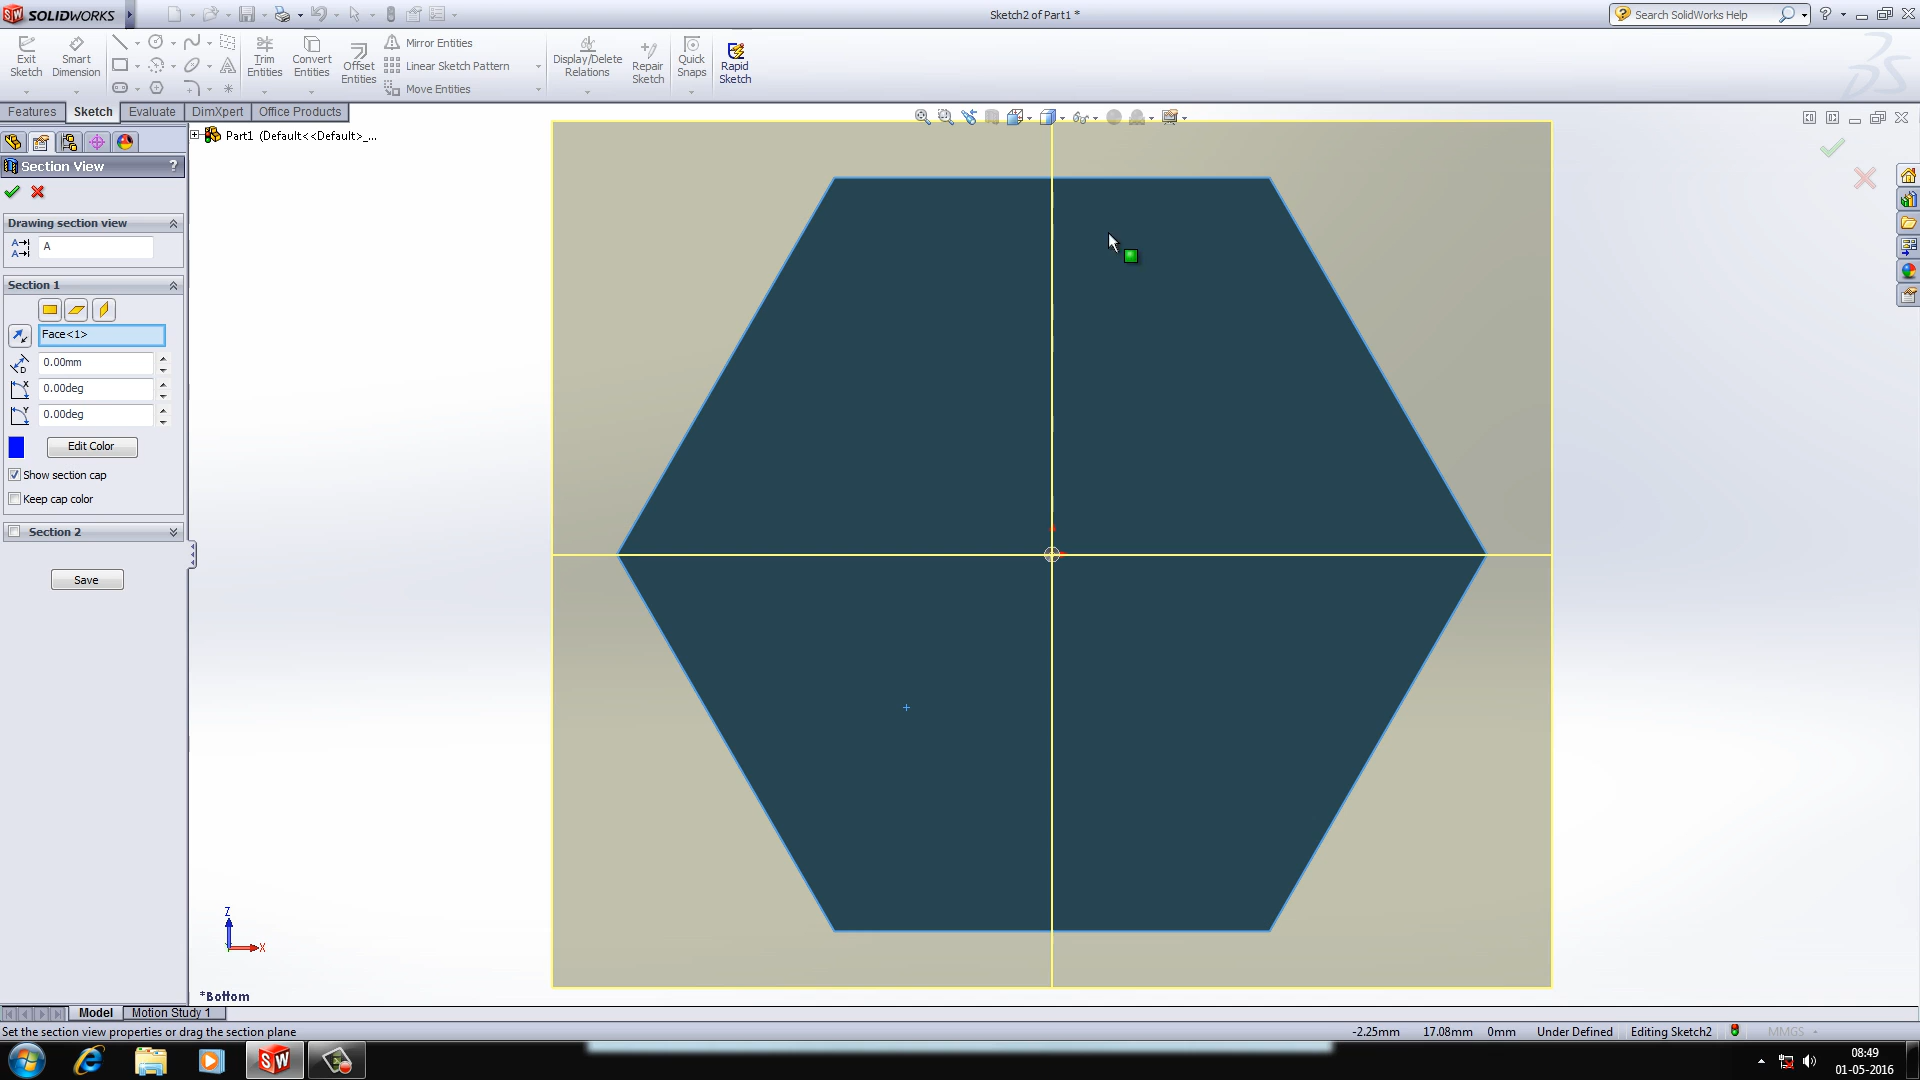 SOLIDWORKS
Sketch2 of Part1 *
Search SolidWorks Help
Exit Sketch
Smart Dimension
Trim Entities
Convert Entities
Offset Entities
Mirror Entities
Linear Sketch Pattern
Move Entities
Display/Delete Relations
Repair Sketch
Quick Snaps
Rapid Sketch
Features
Sketch
Evaluate
DimXpert
Office Products
Part1 (Default<<Default>_...
Section View
?
Drawing section view
A
Section 1
Face<1>
0.00mm
0.00deg
0.00deg
Edit Color
Show section cap
Keep cap color
Section 2
Save
Z
X
*Bottom
Model
Motion Study 1
Set the section view properties or drag the section plane
-2.25mm
17.08mm
0mm
Under Defined
Editing Sketch2
MMGS
08:49
01-05-2016